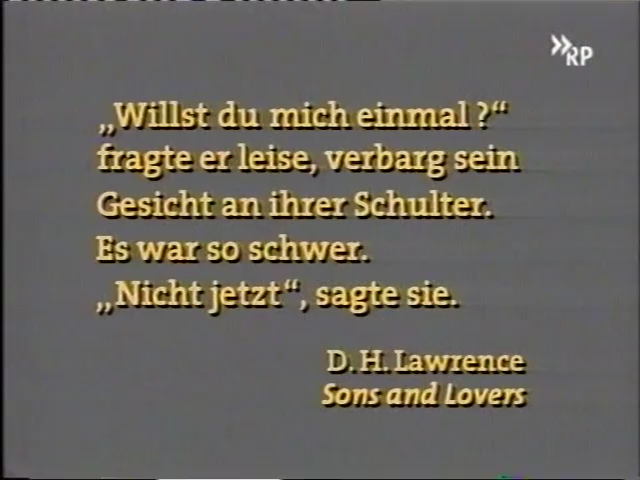 »RP
„Willst du mich einmal ?“
fragte er leise, verbarg sein
Gesicht an ihrer Schulter.
Es war so schwer.
„Nicht jetzt“, sagte sie.
D. H. Lawrence
Sons and Lovers